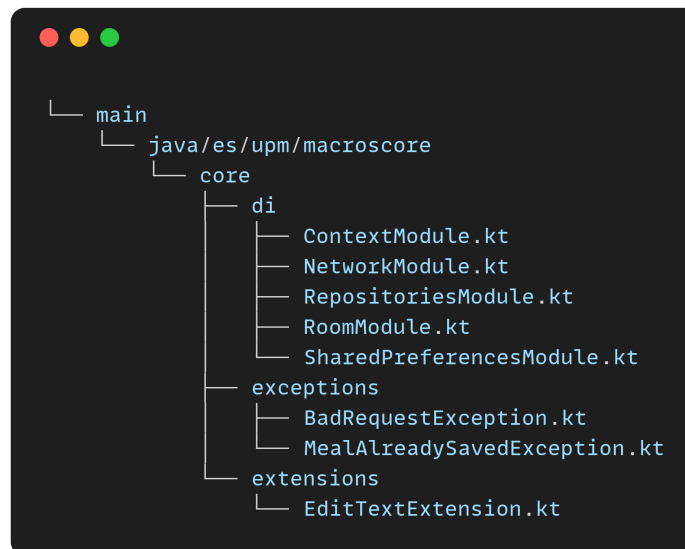 └── main
    └── java/es/upm/macroscore
        └── core
            ├── di
            │   ├── ContextModule.kt
            │   ├── NetworkModule.kt
            │   ├── RepositoriesModule.kt
            │   ├── RoomModule.kt
            │   └── SharedPreferencesModule.kt
            ├── exceptions
            │   ├── BadRequestException.kt
            │   └── MealAlreadySavedException.kt
            └── extensions
                └── EditTextExtension.kt